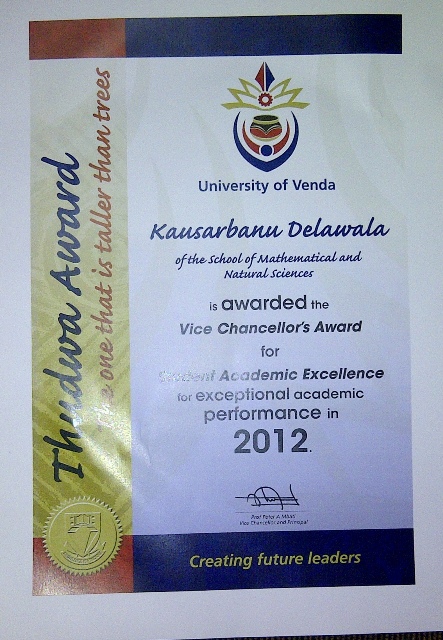 Thudwa Award
the one that is taller than trees
University of Venda
Kausarbanu Delawala
of the School of Mathematical and
Natural Sciences
is awarded the
Vice Chancellor's Award
for
Student Academic Excellence
for exceptional academic
performance in
2012.
Vice Chancellor and Principal
Creating future leaders